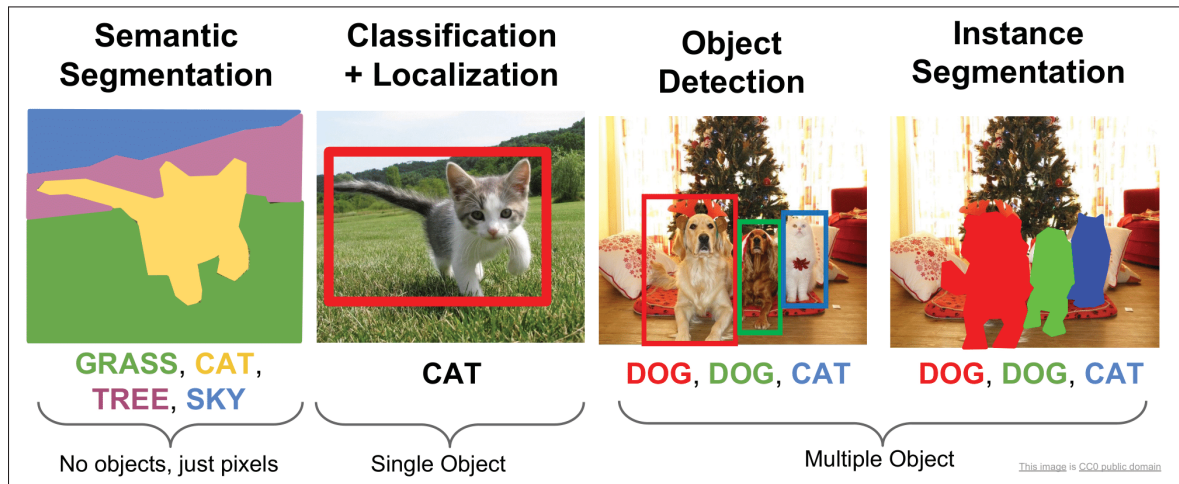 Semantic
Segmentation
Classification
+ Localization
Object
Detection
Instance
Segmentation
GRASS, CAT,
TREE, SKY
CAT
DOG, DOG, CAT
DOG, DOG, CAT
No objects, just pixels
Single Object
Multiple Object
This image is CC0 public domain